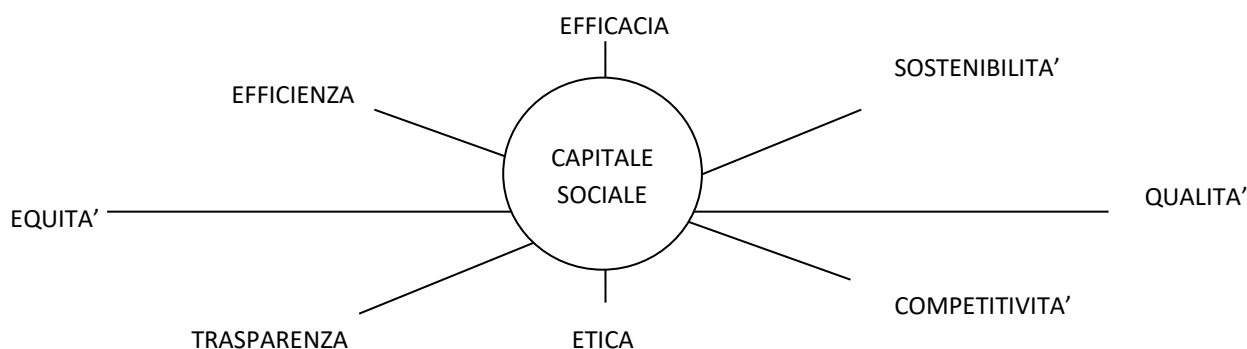 EFFICACIA
SOSTENIBILITA’
EFFICIENZA
CAPITALE
SOCIALE
QUALITA’
EQUITA’
COMPETITIVITA’
TRASPARENZA
ETICA